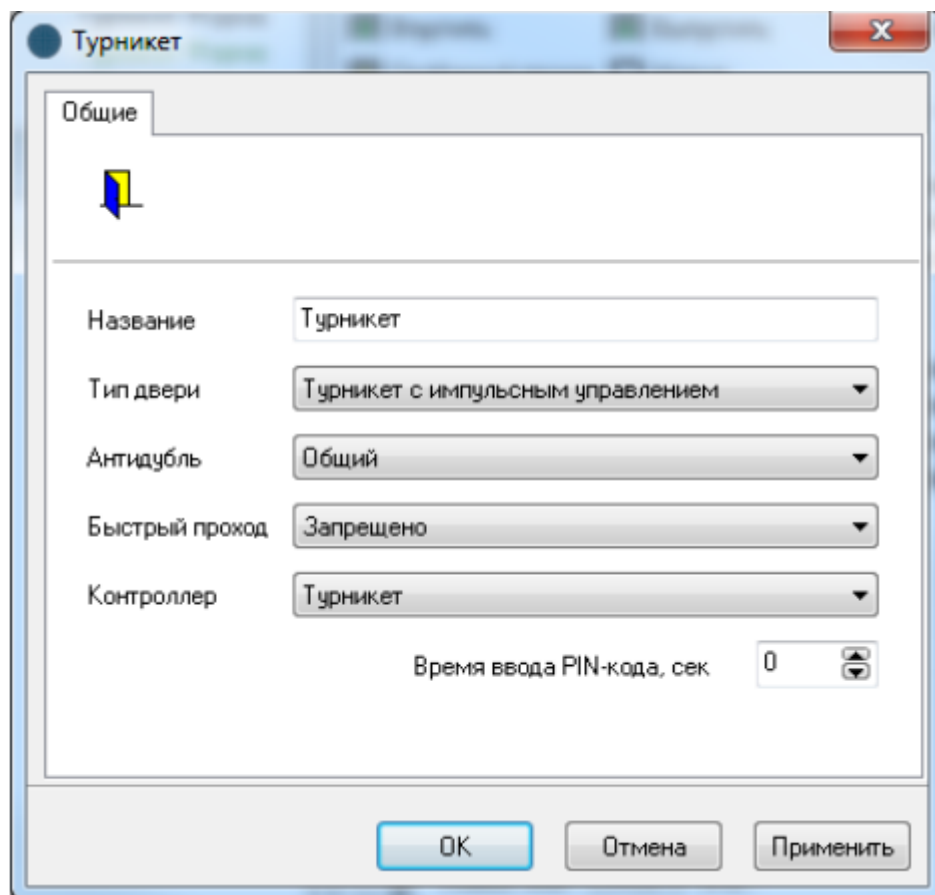 Турникет
Общие
Название Турникет
Тип двери Турникет с импульсным управлением
Антидубль Общий
Быстрый проход Запрещено
Контроллер Турникет
Время ввода PIN-кода, сек 0
OK Отмена Применить